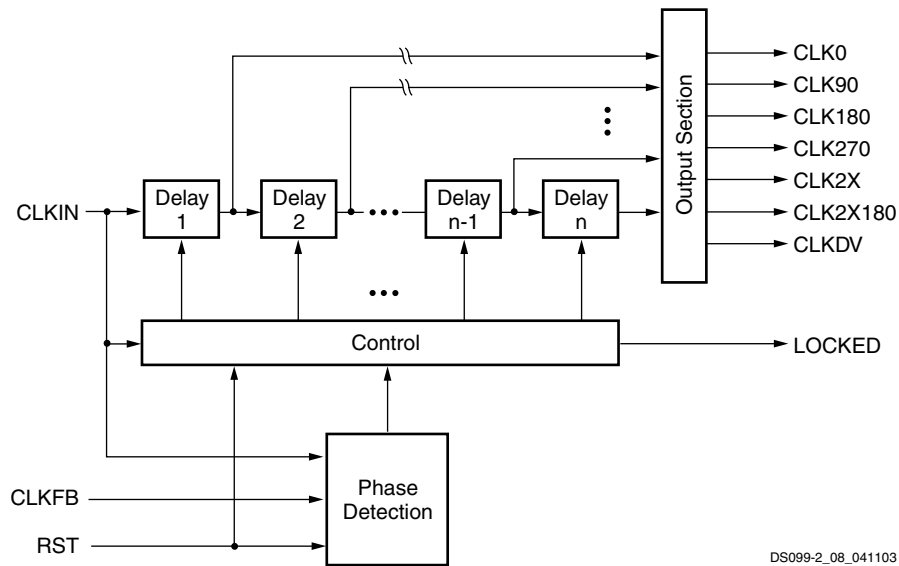 CLK0
CLK90
CLK180
CLK270
CLK2X
CLK2X180
CLKDV
Output Section
CLKIN
Delay
1
Delay
2
Delay
n-1
Delay
n
Control
LOCKED
Phase
Detection
CLKFB
RST
DS099-2_08_041103